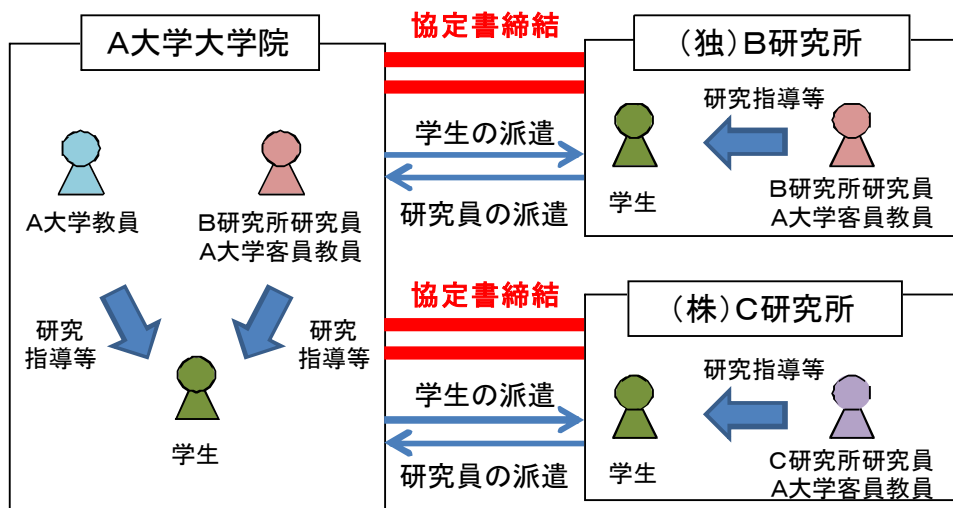 A大学大学院
A大学教員
B研究所研究員
A大学客員教員
研究
指導等
研究
指導等
学生
協定書締結
学生の派遣
研究員の派遣
協定書締結
学生の派遣
研究員の派遣
（独）B研究所
研究指導等
学生
B研究所研究員
A大学客員教員
（株）C研究所
研究指導等
学生
C研究所研究員
A大学客員教員